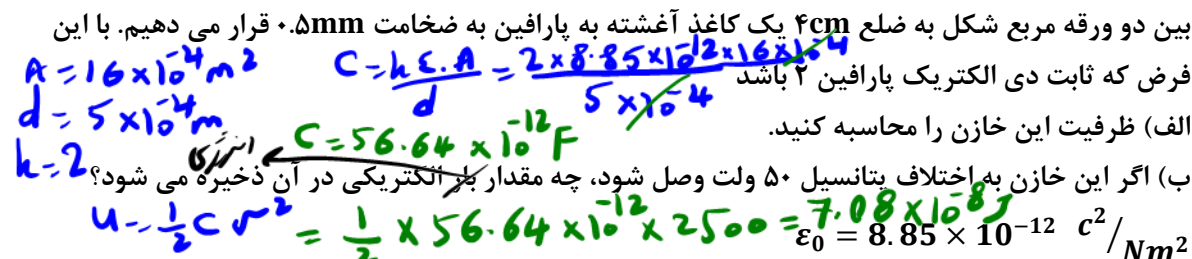 بین دو ورقه مربع شکل به ضلع ۴cm یک کاغذ آغشته به پارافین به ضخامت ۰.۵mm قرار می دهیم. با این
A = 16 × 10⁻⁴ m²
C = kε₀A / d = 2 × 8.85 × 10⁻¹² × 16 × 10⁻⁴ / 5 × 10⁻⁴
فرض که ثابت دی الکتریک پارافین ۲ باشد
d = 5 × 10⁻⁴ m
الف) ظرفیت این خازن را محاسبه کنید.
C = 56.64 × 10⁻¹² F
k = 2
انرژی
ب) اگر این خازن به اختلاف پتانسیل ۵۰ ولت وصل شود، چه مقدار بار الکتریکی در آن ذخیره می شود؟
U = 1/2 C V² = 1/2 × 56.64 × 10⁻¹² × 2500 = 7.08 × 10⁻⁸ J
ε₀ = 8.85 × 10⁻¹² c²/Nm²